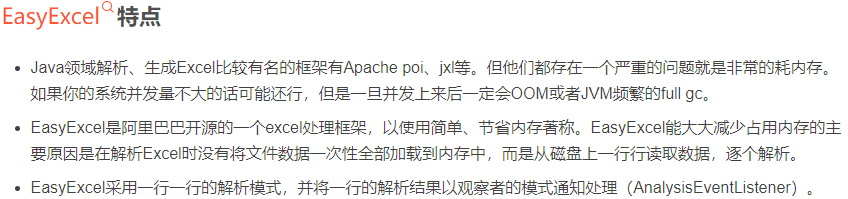 EasyExcel特点
Java领域解析、生成Excel比较有名的框架有Apache poi、jxl等。但他们都存在一个严重的问题就是非常的耗内存。
如果你的系统并发量不大的话可能还行，但是一旦并发上来后一定会OOM或者JVM频繁的full gc。
EasyExcel是阿里巴巴开源的一个excel处理框架，以使用简单、节省内存著称。EasyExcel能大大减少占用内存的主
要原因是在解析Excel时没有将文件数据一次性全部加载到内存中，而是从磁盘上一行行读取数据，逐个解析。
EasyExcel采用一行一行的解析模式，并将一行的解析结果以观察者的模式通知处理（AnalysisEventListener）。